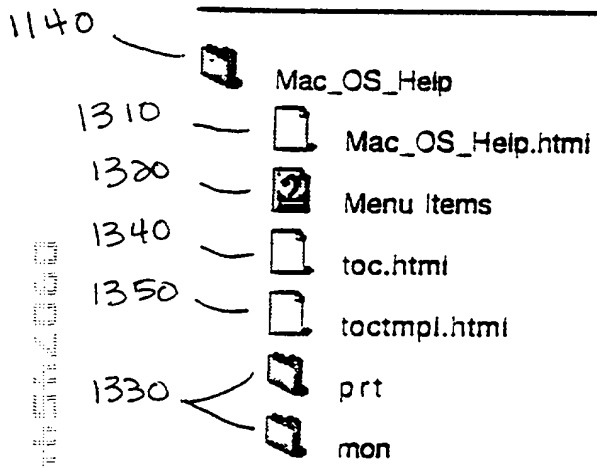 1140 Mac_OS_Help
1310 Mac_OS_Help.html
1320 Menu Items
1340 toc.html
1350 toctmpl.html
1330 prt
mon